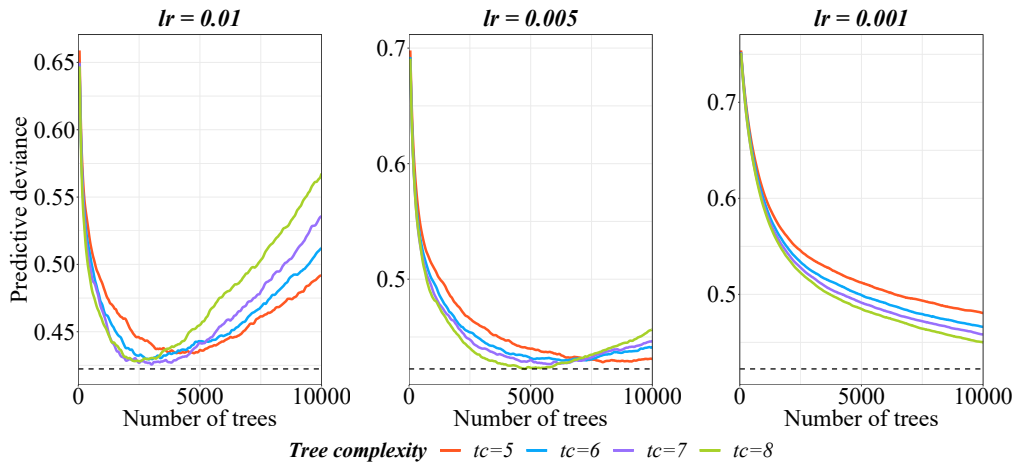 lr = 0.01
lr = 0.005
lr = 0.001
Predictive deviance
0.65
0.60
0.55
0.50
0.45
0.7
0.6
0.5
0.7
0.6
0.5
0 5000 10000
0 5000 10000
0 5000 10000
Number of trees
Number of trees
Number of trees
Tree complexity tc=5 tc=6 tc=7 tc=8